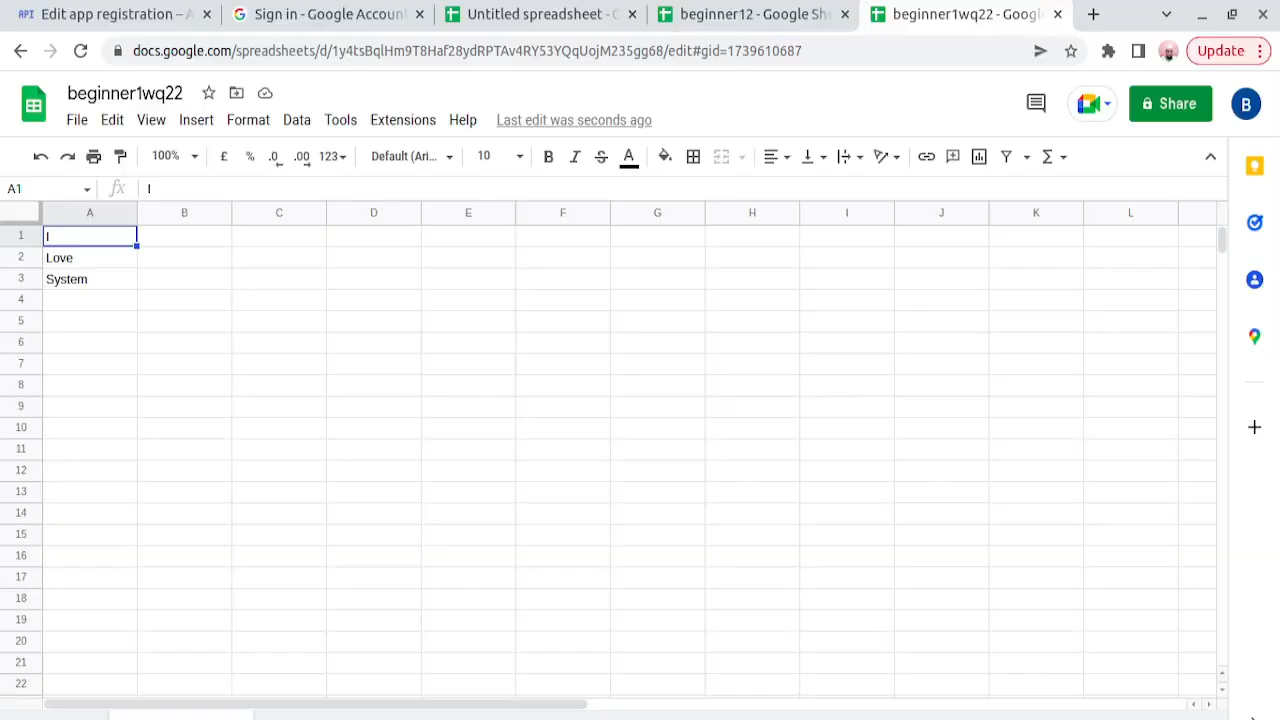 API Edit app registration – A
Sign in - Google Accoun
Untitled spreadsheet - G
beginner12 - Google She
beginner1wq22 - Googl
docs.google.com/spreadsheets/d/1y4tsBqlHm9T8Haf28ydRPTAv4RY53YQqUojM235gg68/edit#gid=1739610687
Update
beginner1wq22
Share
B
File Edit View Insert Format Data Tools Extensions Help Last edit was seconds ago
100% £ % .0 .00 123 Default (Ari... 10 B I S A Σ
A1 fx I
A B C D E F G H I J K L
1 I
2 Love
3 System
4
5
6
7
8
9
10
11
12
13
14
15
16
17
18
19
20
21
22